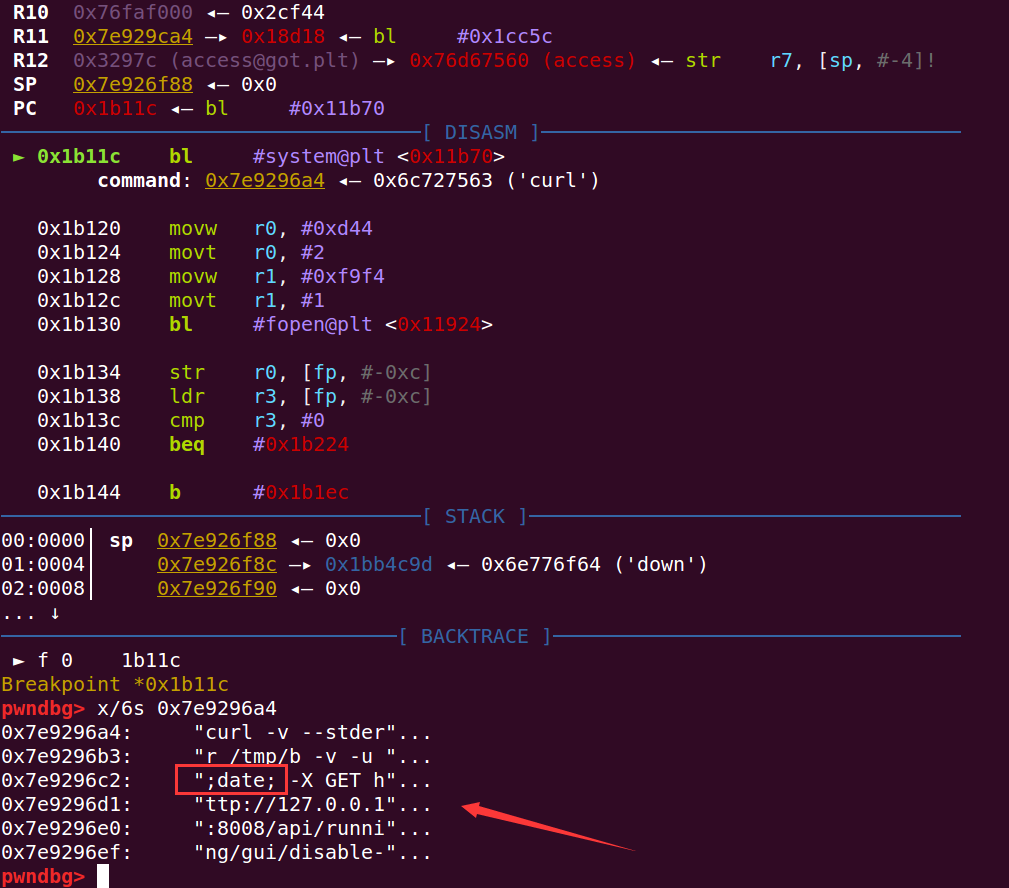 R10  0x76faf000 ◂— 0x2cf44
R11  0x7e929ca4 —▸ 0x18d18 ◂— bl     #0x1cc5c
R12  0x3297c (access@got.plt) —▸ 0x76d67560 (access) ◂— str    r7, [sp, #-4]!
SP   0x7e926f88 ◂— 0x0
PC   0x1b11c ◂— bl     #0x11b70
[ DISASM ]
► 0x1b11c    bl     #system@plt <0x11b70>
command: 0x7e9296a4 ◂— 0x6c727563 ('curl')
0x1b120    movw   r0, #0xd44
0x1b124    movt   r0, #2
0x1b128    movw   r1, #0xf9f4
0x1b12c    movt   r1, #1
0x1b130    bl     #fopen@plt <0x11924>
0x1b134    str    r0, [fp, #-0xc]
0x1b138    ldr    r3, [fp, #-0xc]
0x1b13c    cmp    r3, #0
0x1b140    beq    #0x1b224
0x1b144    b      #0x1b1ec
[ STACK ]
00:0000│ sp  0x7e926f88 ◂— 0x0
01:0004│     0x7e926f8c —▸ 0x1bb4c9d ◂— 0x6e776f64 ('down')
02:0008│     0x7e926f90 ◂— 0x0
... ↓
[ BACKTRACE ]
► f 0    1b11c
Breakpoint *0x1b11c
pwndbg> x/6s 0x7e9296a4
0x7e9296a4:     "curl -v --stder"...
0x7e9296b3:     "r /tmp/b -v -u "...
0x7e9296c2:     ";date; -X GET h"...
0x7e9296d1:     "ttp://127.0.0.1"...
0x7e9296e0:     ":8008/api/runni"...
0x7e9296ef:     "ng/gui/disable-"...
pwndbg>